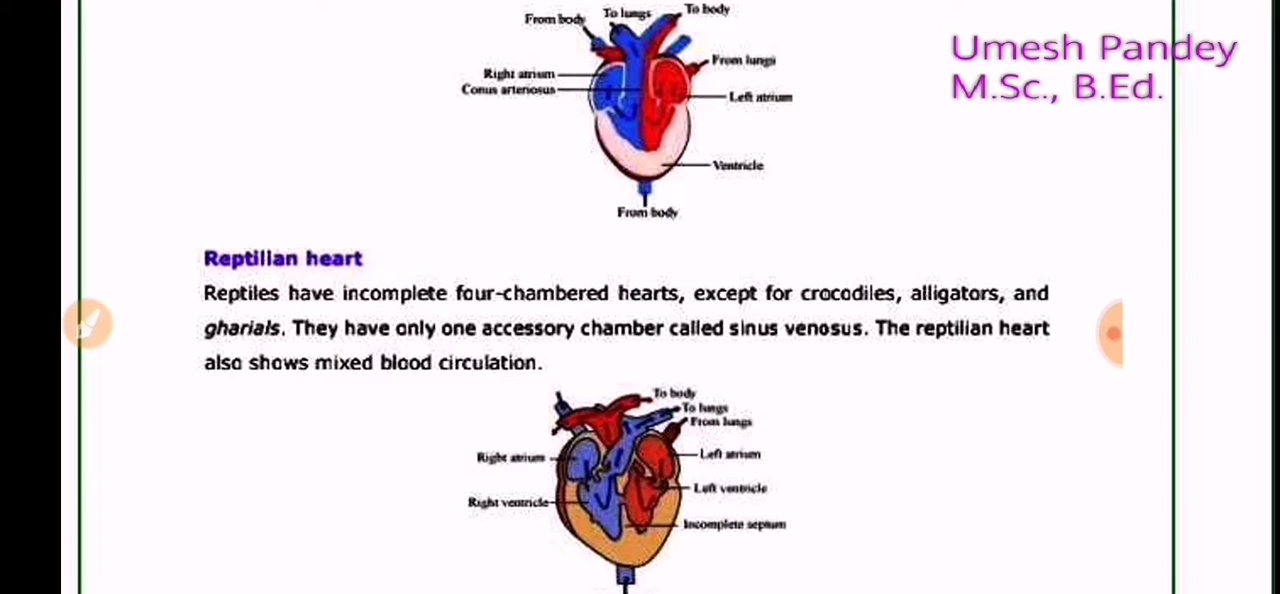 From body
To lungs
To body
Umesh Pandey
M.Sc., B.Ed.
From lungs
Right atrium
Conus arteriosus
Left atrium
Ventricle
From body
Reptilian heart
Reptiles have incomplete four-chambered hearts, except for crocodiles, alligators, and
gharials. They have only one accessory chamber called sinus venosus. The reptilian heart
also shows mixed blood circulation.
To body
To lungs
From lungs
Right atrium
Left atrium
Left ventricle
Right ventricle
Incomplete septum